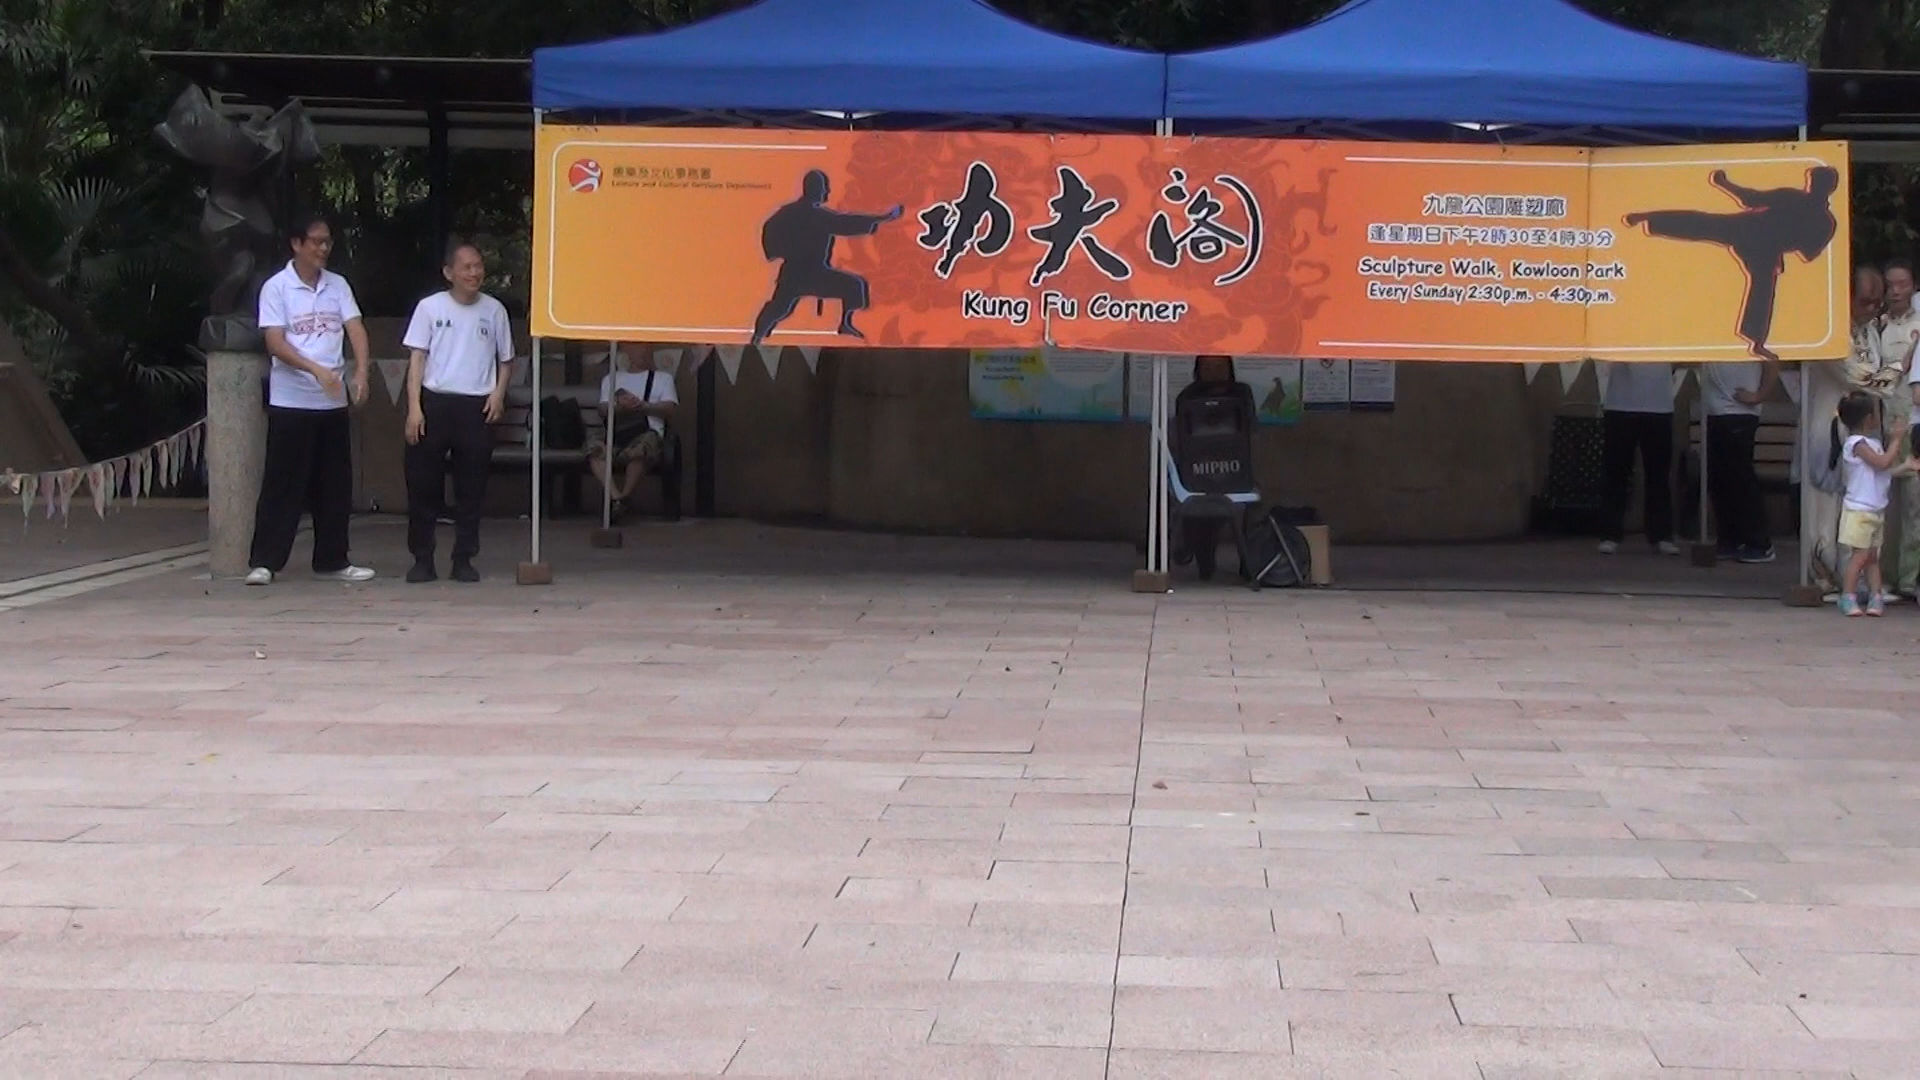 康樂及文化事務署
Leisure and Cultural Services Department
功夫閣
Kung Fu Corner
九龍公園雕塑廊
逢星期日下午2時30至4時30分
Sculpture Walk, Kowloon Park
Every Sunday 2:30p.m. - 4:30p.m.
MIPRO